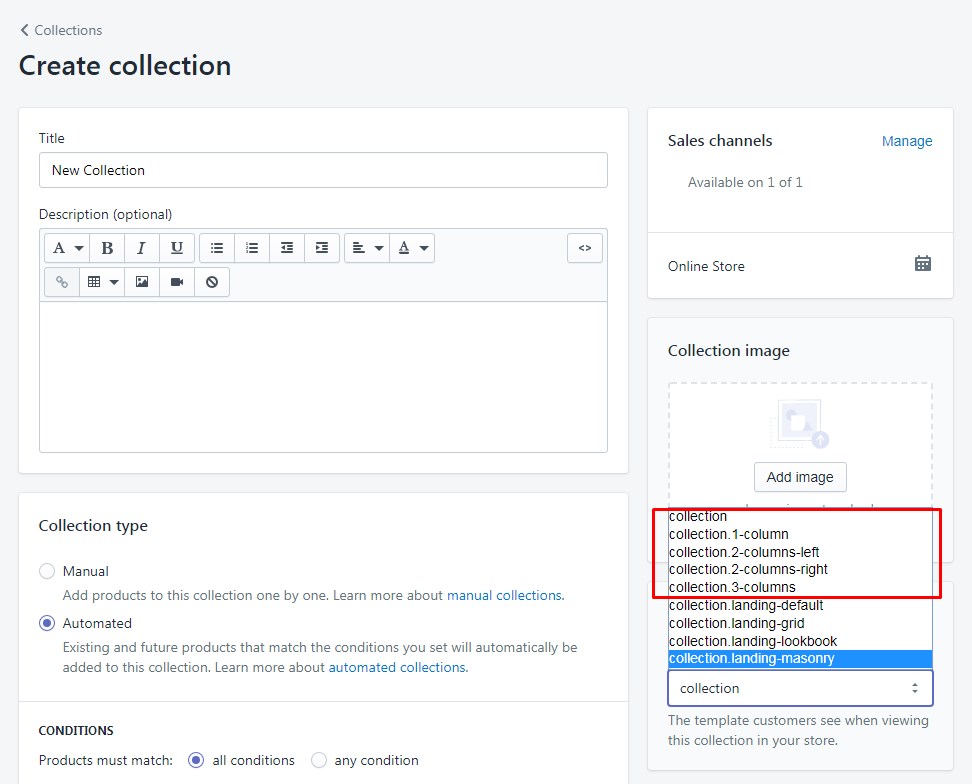 Collections
Create collection
Title
New Collection
Description (optional)
A B I U A <>
Collection type
Manual
Add products to this collection one by one. Learn more about manual collections.
Automated
Existing and future products that match the conditions you set will automatically be
added to this collection. Learn more about automated collections.
CONDITIONS
Products must match: all conditions any condition
Sales channels Manage
Available on 1 of 1
Online Store
Collection image
Add image
collection
collection.1-column
collection.2-columns-left
collection.2-columns-right
collection.3-columns
collection.landing-default
collection.landing-grid
collection.landing-lookbook
collection.landing-masonry
collection
The template customers see when viewing
this collection in your store.